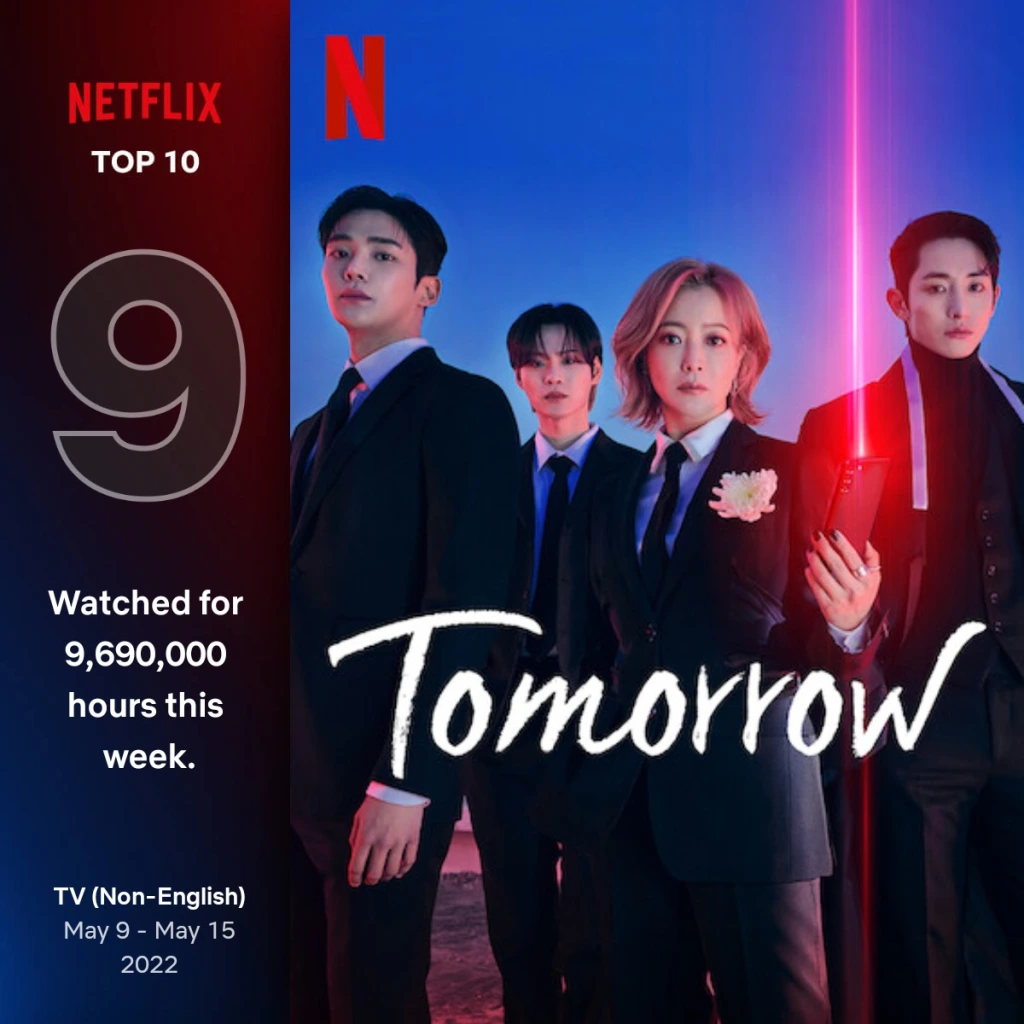 NETFLIX
TOP 10
9
Watched for
9,690,000
hours this
week.
TV (Non-English)
May 9 - May 15
2022
N
Tomorrow